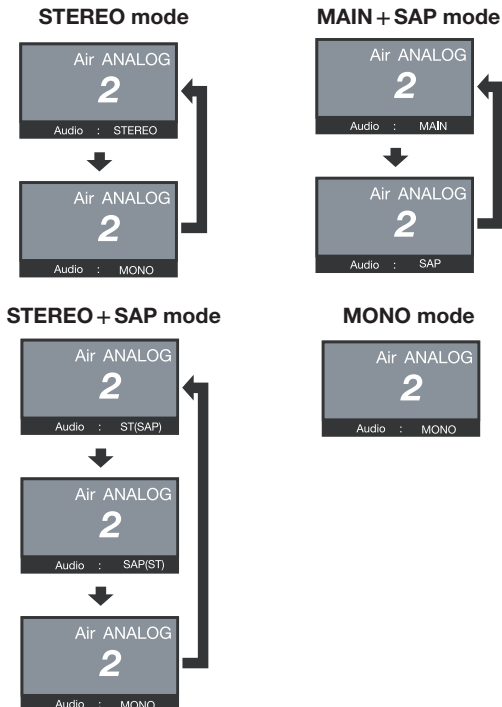 STEREO mode
Air ANALOG
2
Audio : STEREO
Air ANALOG
2
Audio : MONO
MAIN+SAP mode
Air ANALOG
2
Audio : MAIN
Air ANALOG
2
Audio : SAP
STEREO+SAP mode
Air ANALOG
2
Audio : ST(SAP)
Air ANALOG
2
Audio : SAP(ST)
Air ANALOG
2
Audio : MONO
MONO mode
Air ANALOG
2
Audio : MONO